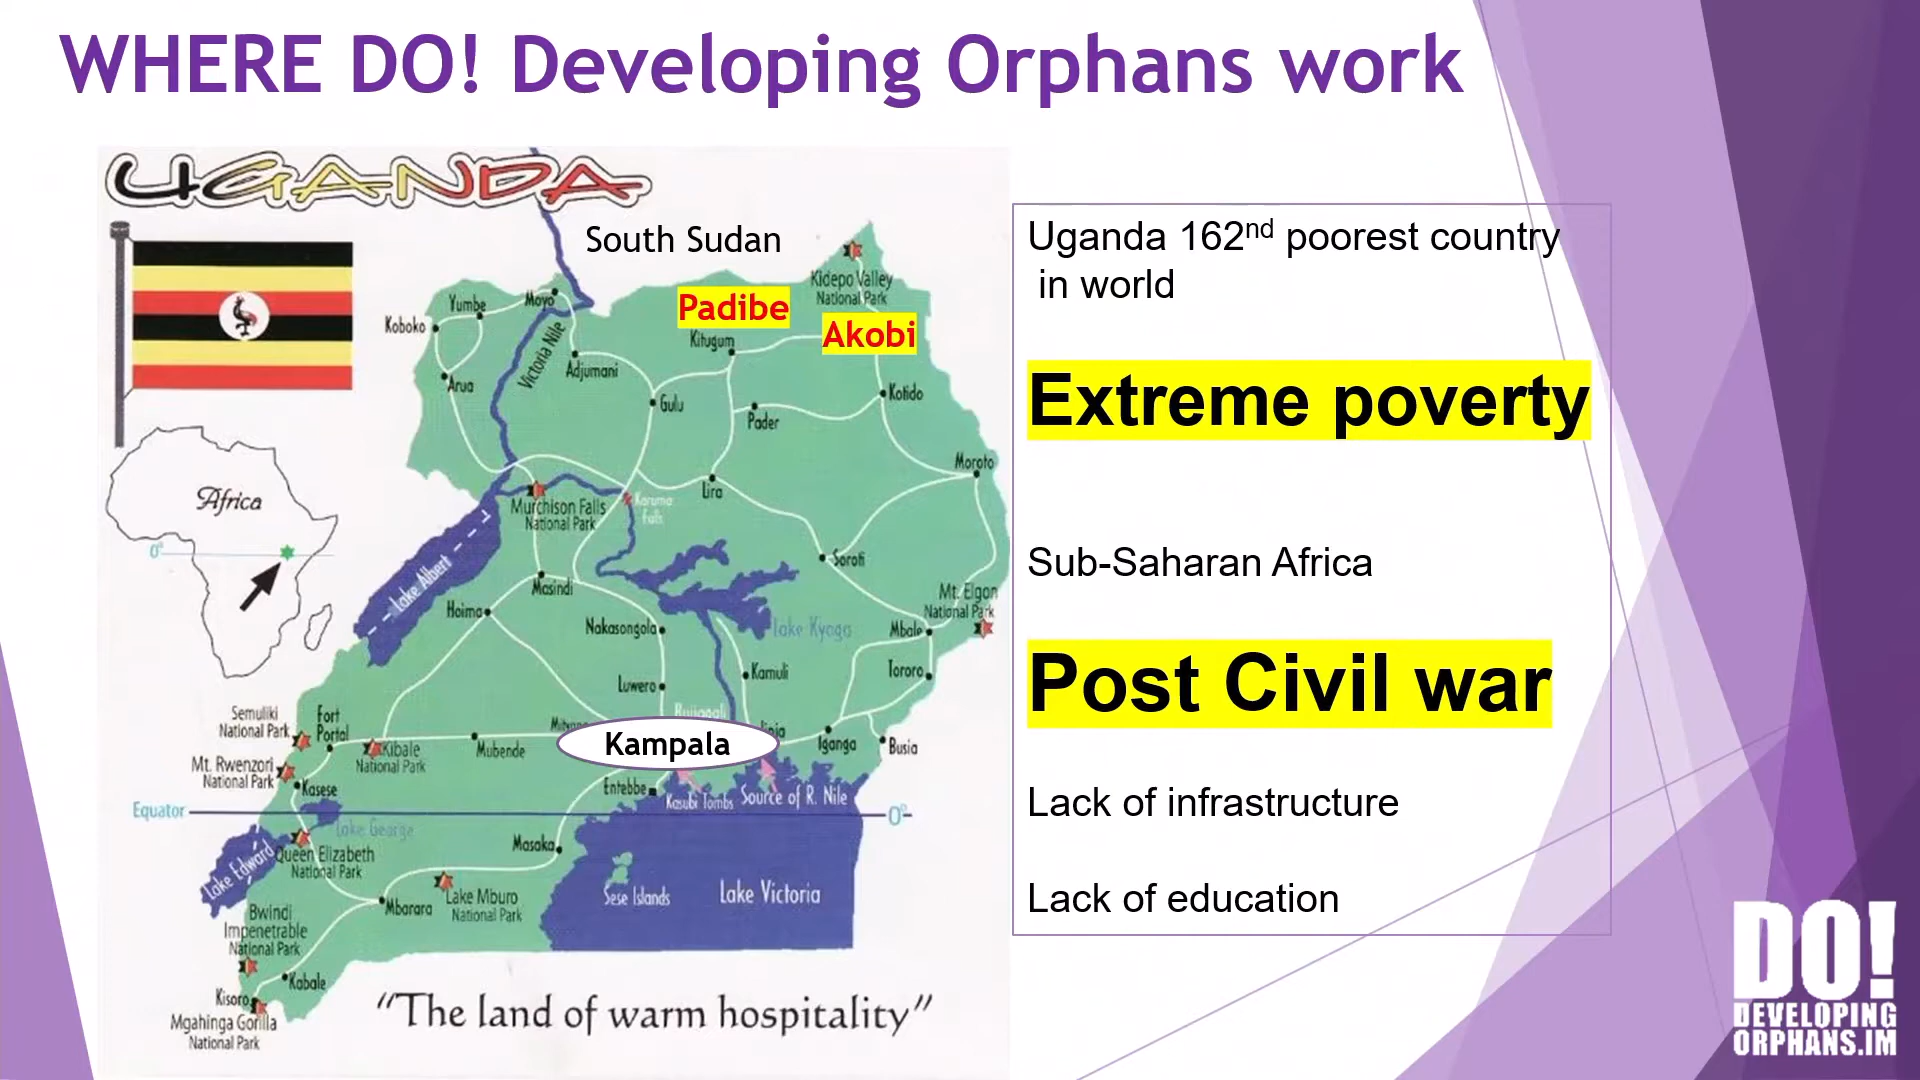 WHERE DO! Developing Orphans work
UGANDA
South Sudan
Kidepo Valley
National Park
Padibe
Akobi
Koboko
Yumbe
Moyo
Victoria Nile
Adjumani
Kitugum
Arua
Gulu
Pader
Kotido
Moroto
Lira
Murchison Falls
National Park
Karuma
Falls
Africa
0°
Lake Albert
Masindi
Hoima
Soroti
Mt. Elgon
National Park
Nakasongola
Lake Kyoga
Mbale
Kamuli
Tororo
Luwero
Semuliki
National Park
Fort
Portal
Kibale
National Park
Mubende
Kampala
Iganga
Busia
Mt. Rwenzori
National Park
Kasese
Entebbe
Kasubi Tombs
Source of R. Nile
Equator
0°
Lake George
Lake Edward
Queen Elizabeth
National Park
Masaka
Mbarara
Lake Mburo
National Park
Sese Islands
Lake Victoria
Bwindi
Impenetrable
National Park
Kabale
Kisoro
Mgahinga Gorilla
National Park
"The land of warm hospitality"
Uganda 162nd poorest country
in world
Extreme poverty
Sub-Saharan Africa
Post Civil war
Lack of infrastructure
Lack of education
DO!
DEVELOPING
ORPHANS.IM